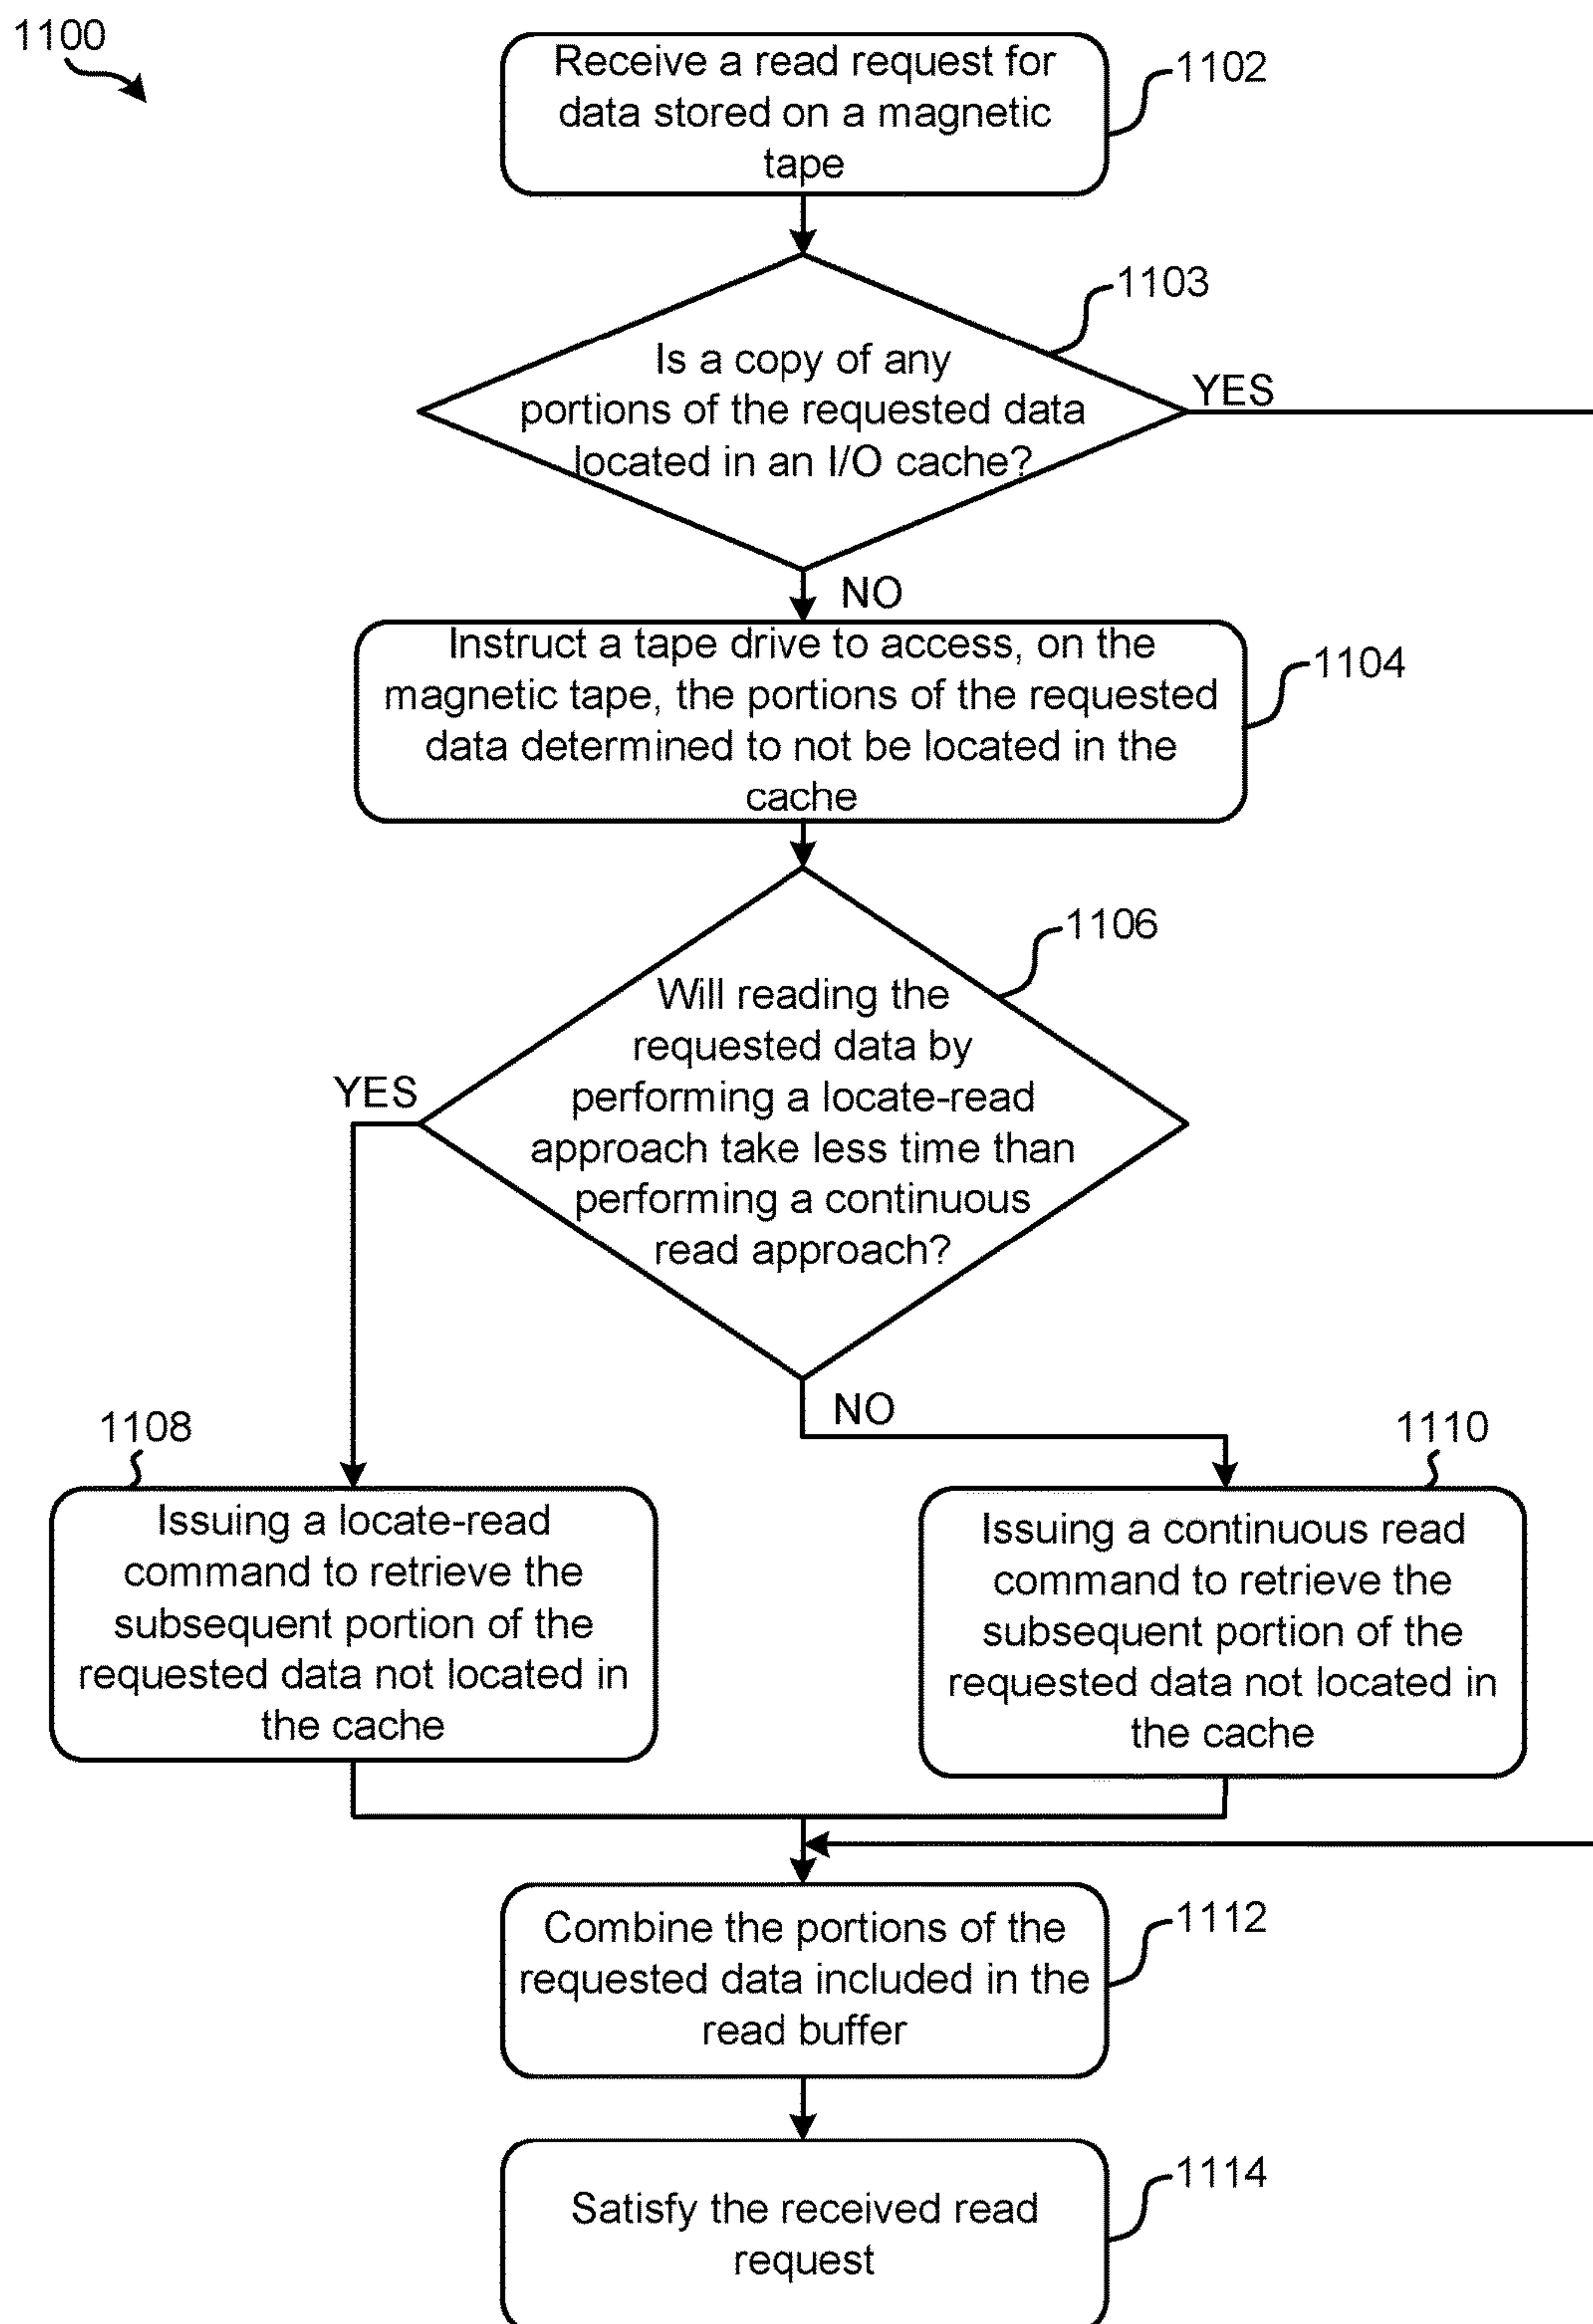 1100
Receive a read request for
data stored on a magnetic
tape
1102
1103
Is a copy of any
portions of the requested data
located in an I/O cache?
YES
NO
Instruct a tape drive to access, on the
magnetic tape, the portions of the requested
data determined to not be located in the
cache
1104
1106
Will reading the
requested data by
performing a locate-read
approach take less time than
performing a continuous
read approach?
YES
NO
1108
Issuing a locate-read
command to retrieve the
subsequent portion of the
requested data not located in
the cache
1110
Issuing a continuous read
command to retrieve the
subsequent portion of the
requested data not located in
the cache
Combine the portions of the
requested data included in the
read buffer
1112
Satisfy the received read
request
1114